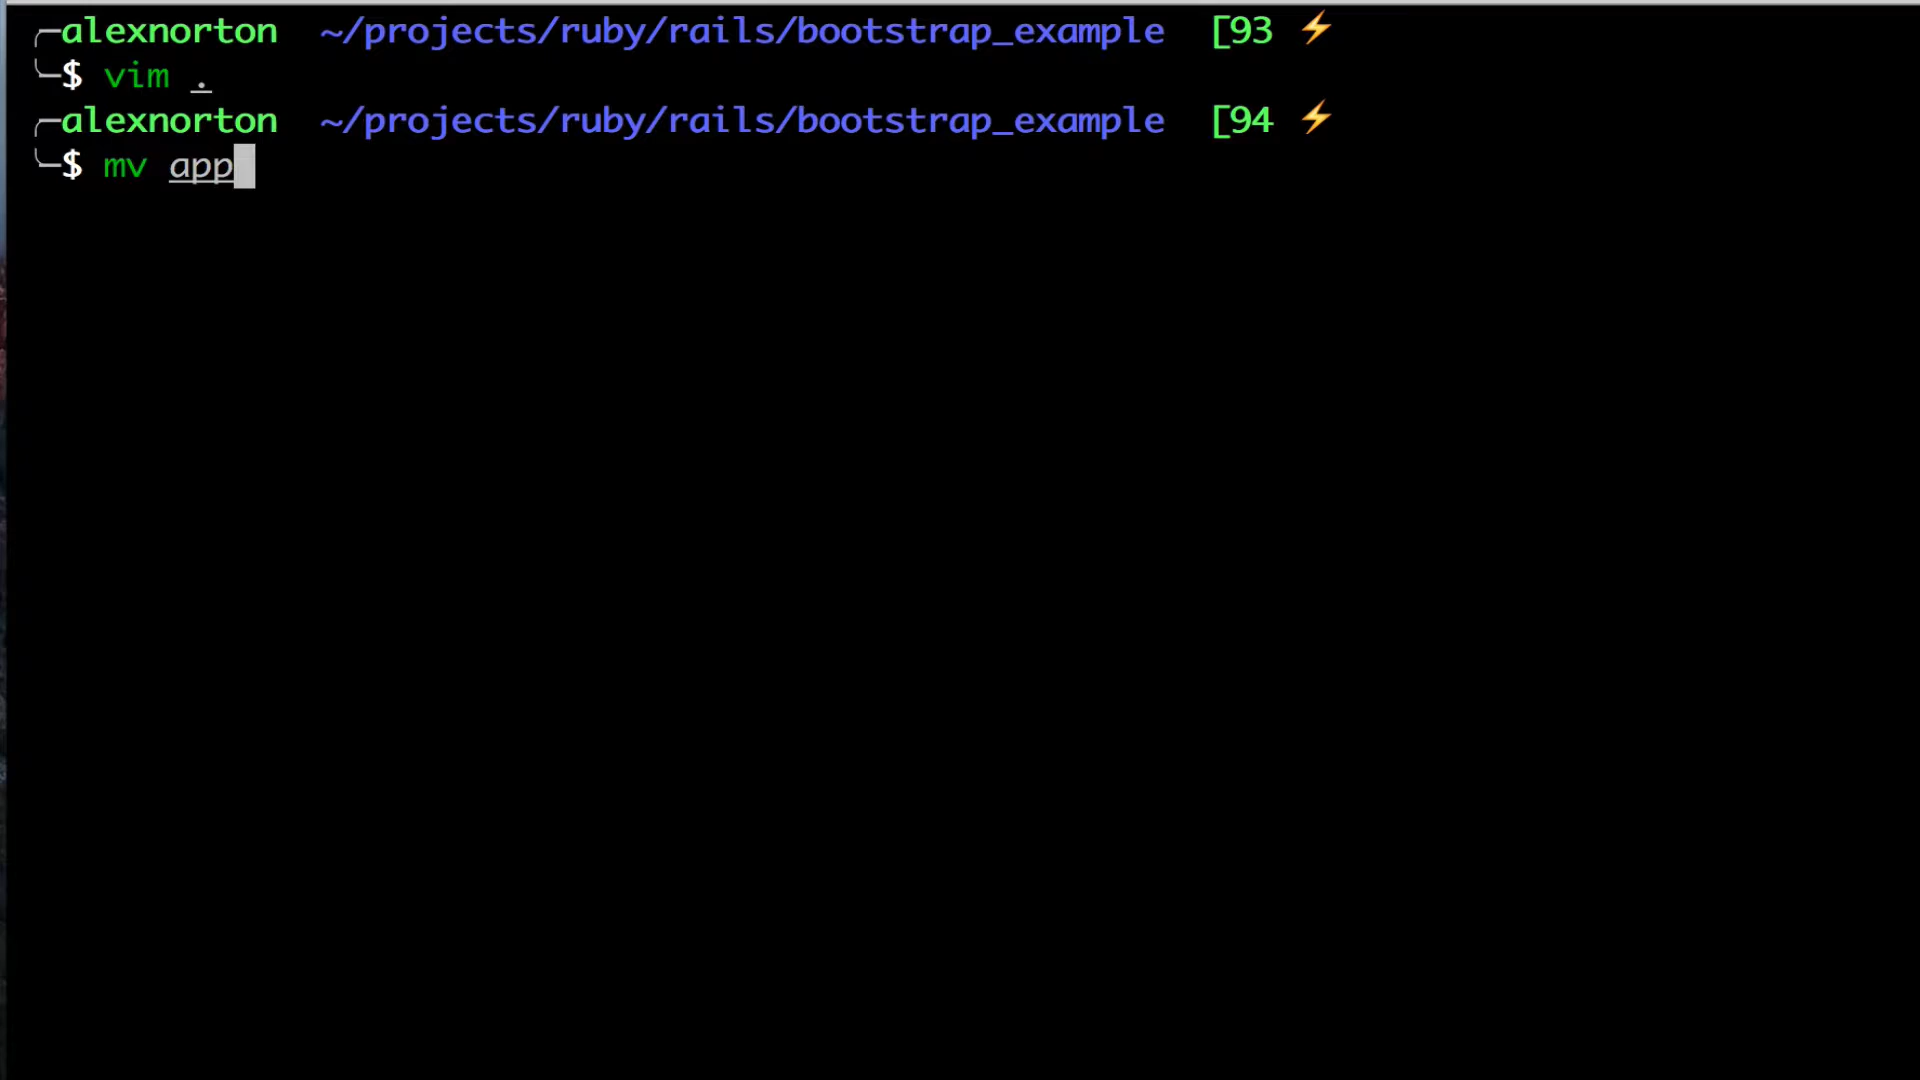 ╭─alexnorton ~/projects/ruby/rails/bootstrap_example [93 ⚡
╰─$ vim .
╭─alexnorton ~/projects/ruby/rails/bootstrap_example [94 ⚡
╰─$ mv app